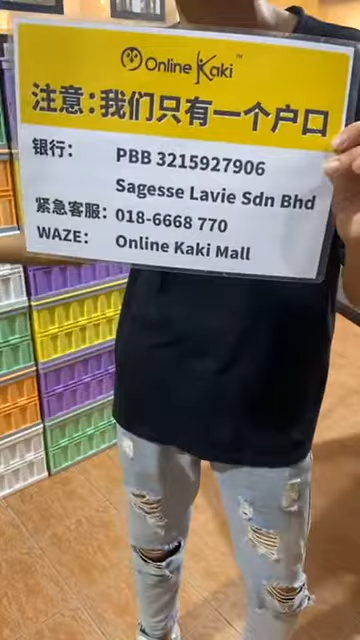 Online Kaki™
注意：我们只有一个户口
银行： PBB 3215927906
Sagesse Lavie Sdn Bhd
紧急客服： 018-6668 770
WAZE： Online Kaki Mall